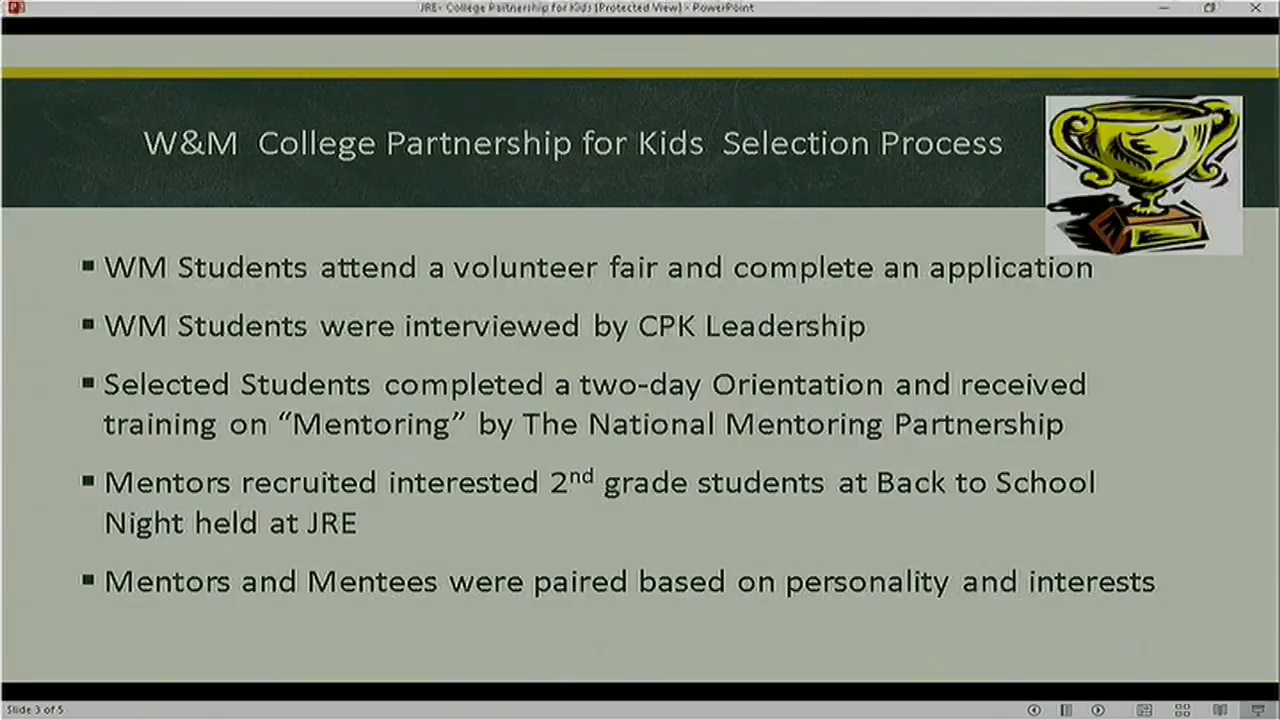 JRE- College Partnership for Kids [Protected View] - PowerPoint
W&M College Partnership for Kids Selection Process
▪ WM Students attend a volunteer fair and complete an application
▪ WM Students were interviewed by CPK Leadership
▪ Selected Students completed a two-day Orientation and received
training on “Mentoring” by The National Mentoring Partnership
▪ Mentors recruited interested 2nd grade students at Back to School
Night held at JRE
▪ Mentors and Mentees were paired based on personality and interests
Slide 3 of 5